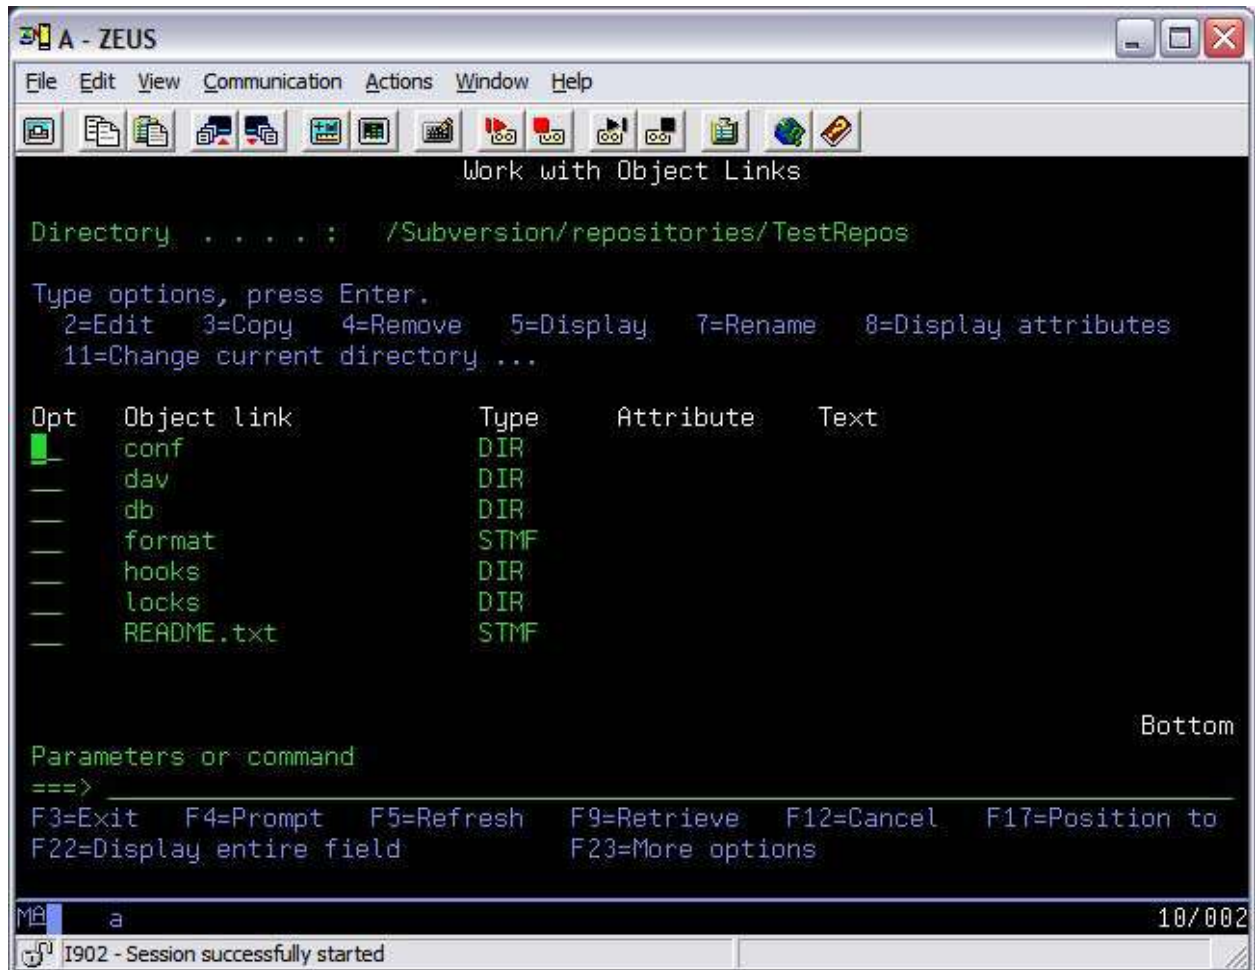 A - ZEUS
File Edit View Communication Actions Window Help
Work with Object Links
Directory . . . . : /Subversion/repositories/TestRepos
Type options, press Enter.
2=Edit 3=Copy 4=Remove 5=Display 7=Rename 8=Display attributes
11=Change current directory ...
Opt Object link Type Attribute Text
conf DIR
dav DIR
db DIR
format STMF
hooks DIR
locks DIR
README.txt STMF
Bottom
Parameters or command
===>
F3=Exit F4=Prompt F5=Refresh F9=Retrieve F12=Cancel F17=Position to
F22=Display entire field F23=More options
MA a 10/002
I902 - Session successfully started